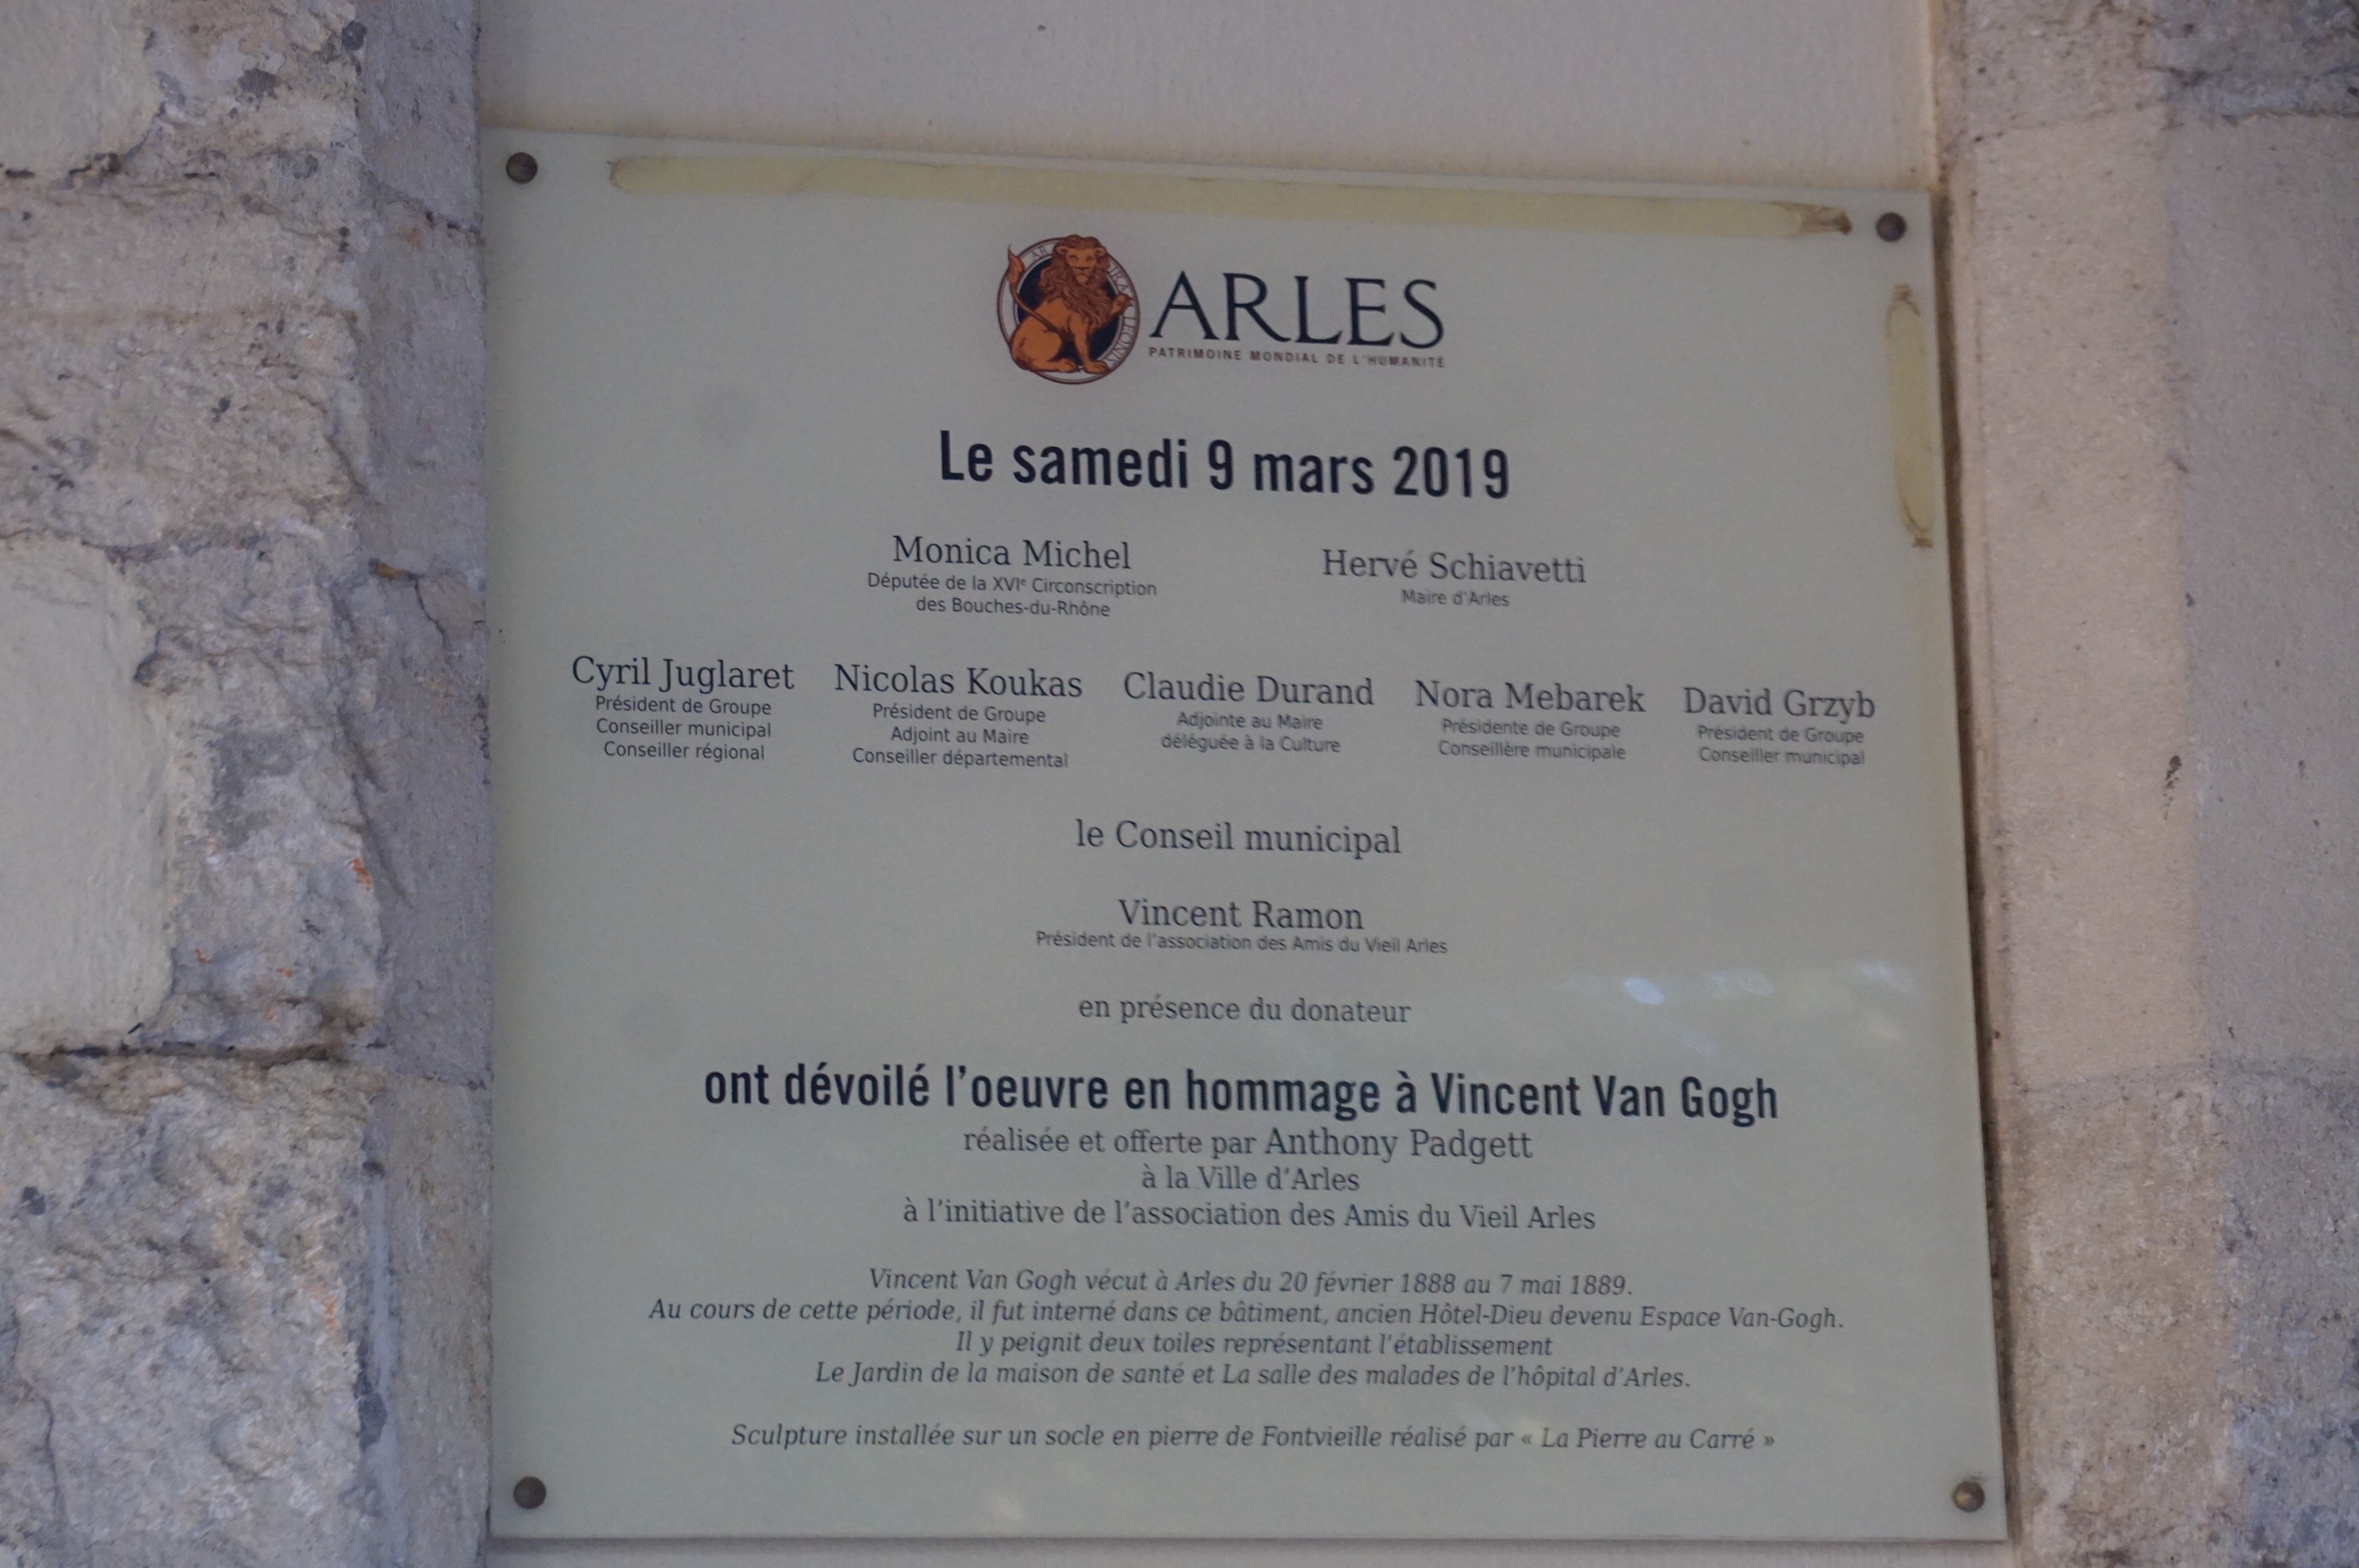 ARLES
PATRIMOINE MONDIAL DE L'HUMANITÉ
Le samedi 9 mars 2019
Monica Michel
Députée de la XVIe Circonscription
des Bouches-du-Rhône
Hervé Schiavetti
Maire d'Arles
Cyril Juglaret
Président de Groupe
Conseiller municipal
Conseiller régional
Nicolas Koukas
Président de Groupe
Adjoint au Maire
Conseiller départemental
Claudie Durand
Adjointe au Maire
déléguée à la Culture
Nora Mebarek
Présidente de Groupe
Conseillère municipale
David Grzyb
Président de Groupe
Conseiller municipal
le Conseil municipal
Vincent Ramon
Président de l'association des Amis du Vieil Arles
en présence du donateur
ont dévoilé l'oeuvre en hommage à Vincent Van Gogh
réalisée et offerte par Anthony Padgett
à la Ville d'Arles
à l'initiative de l'association des Amis du Vieil Arles
Vincent Van Gogh vécut à Arles du 20 février 1888 au 7 mai 1889.
Au cours de cette période, il fut interné dans ce bâtiment, ancien Hôtel-Dieu devenu Espace Van-Gogh.
Il y peignit deux toiles représentant l'établissement
Le Jardin de la maison de santé et La salle des malades de l'hôpital d'Arles.
Sculpture installée sur un socle en pierre de Fontvieille réalisé par « La Pierre au Carré »